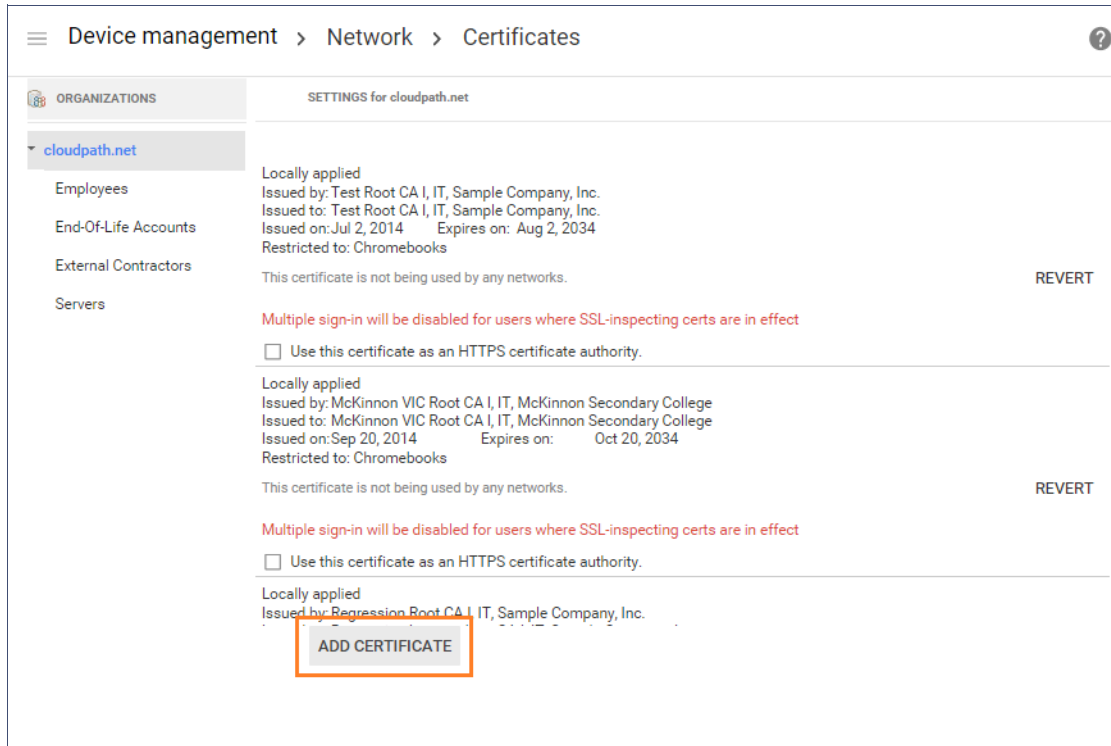 Device management > Network > Certificates
?
ORGANIZATIONS
SETTINGS for cloudpath.net
cloudpath.net
Employees
End-Of-Life Accounts
External Contractors
Servers
Locally applied
Issued by: Test Root CA I, IT, Sample Company, Inc.
Issued to: Test Root CA I, IT, Sample Company, Inc.
Issued on:Jul 2, 2014 Expires on: Aug 2, 2034
Restricted to: Chromebooks
This certificate is not being used by any networks.
REVERT
Multiple sign-in will be disabled for users where SSL-inspecting certs are in effect
Use this certificate as an HTTPS certificate authority.
Locally applied
Issued by: McKinnon VIC Root CA I, IT, McKinnon Secondary College
Issued to: McKinnon VIC Root CA I, IT, McKinnon Secondary College
Issued on:Sep 20, 2014 Expires on: Oct 20, 2034
Restricted to: Chromebooks
This certificate is not being used by any networks.
REVERT
Multiple sign-in will be disabled for users where SSL-inspecting certs are in effect
Use this certificate as an HTTPS certificate authority.
Locally applied
Issued by: Regression Root CA I, IT, Sample Company, Inc.
ADD CERTIFICATE